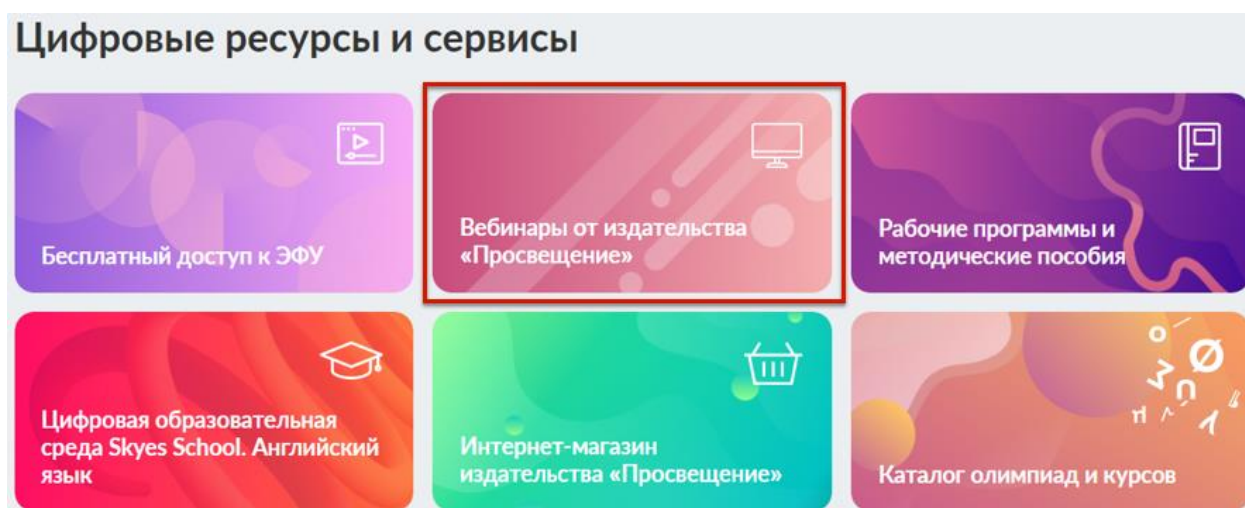 Цифровые ресурсы и сервисы
Бесплатный доступ к ЭФУ
Вебинары от издательства
«Просвещение»
Рабочие программы и
методические пособия
Цифровая образовательная
среда Skyes School. Английский
язык
Интернет-магазин
издательства «Просвещение»
Каталог олимпиад и курсов